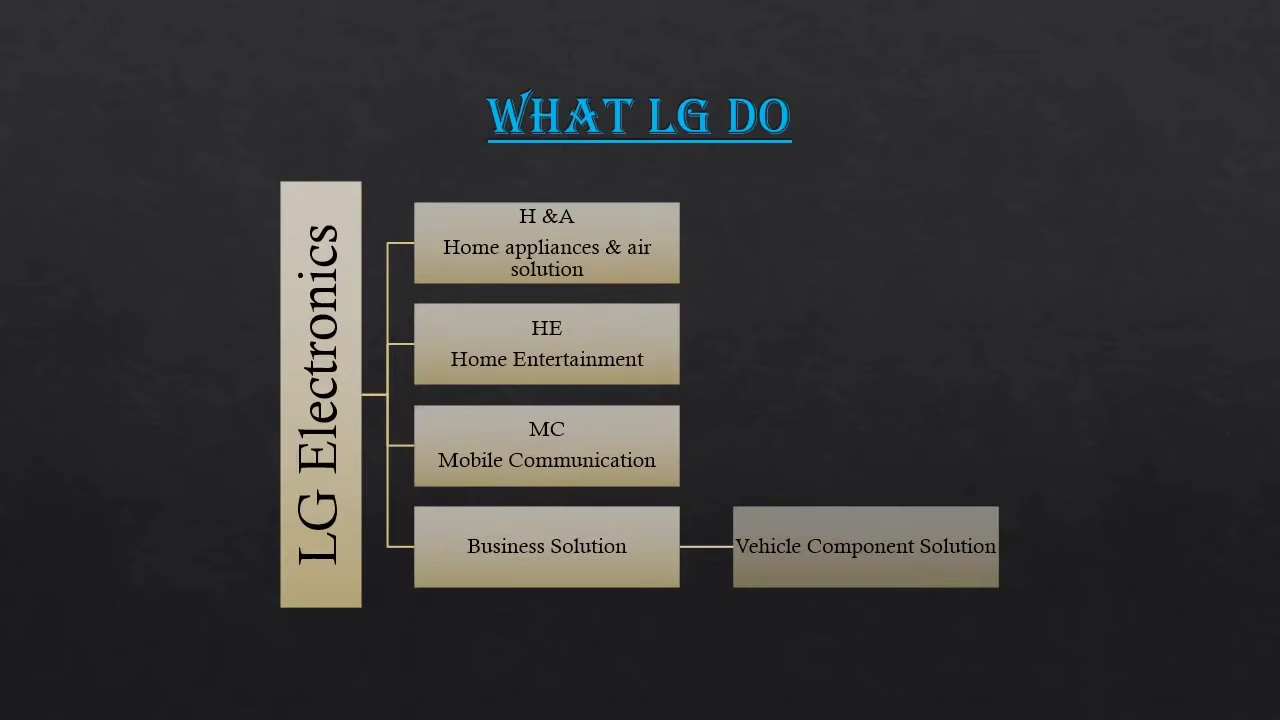 WHAT LG DO
LG Electronics
H &A
Home appliances & air
solution
HE
Home Entertainment
MC
Mobile Communication
Business Solution
Vehicle Component Solution